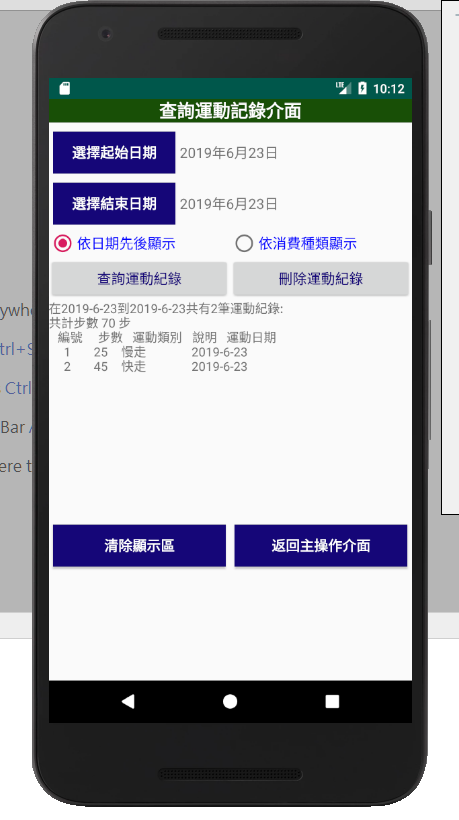 LTE 10:12
查詢運動記錄介面
選擇起始日期 2019年6月23日
選擇結束日期 2019年6月23日
依日期先後顯示 依消費種類顯示
查詢運動紀錄 刪除運動紀錄
在2019-6-23到2019-6-23共有2筆運動紀錄:
共計步數 70 步
編號 步數 運動類別 說明 運動日期
1 25 慢走 2019-6-23
2 45 快走 2019-6-23
清除顯示區 返回主操作介面
ywhe
trl+S
Ctrl
Bar
ere t